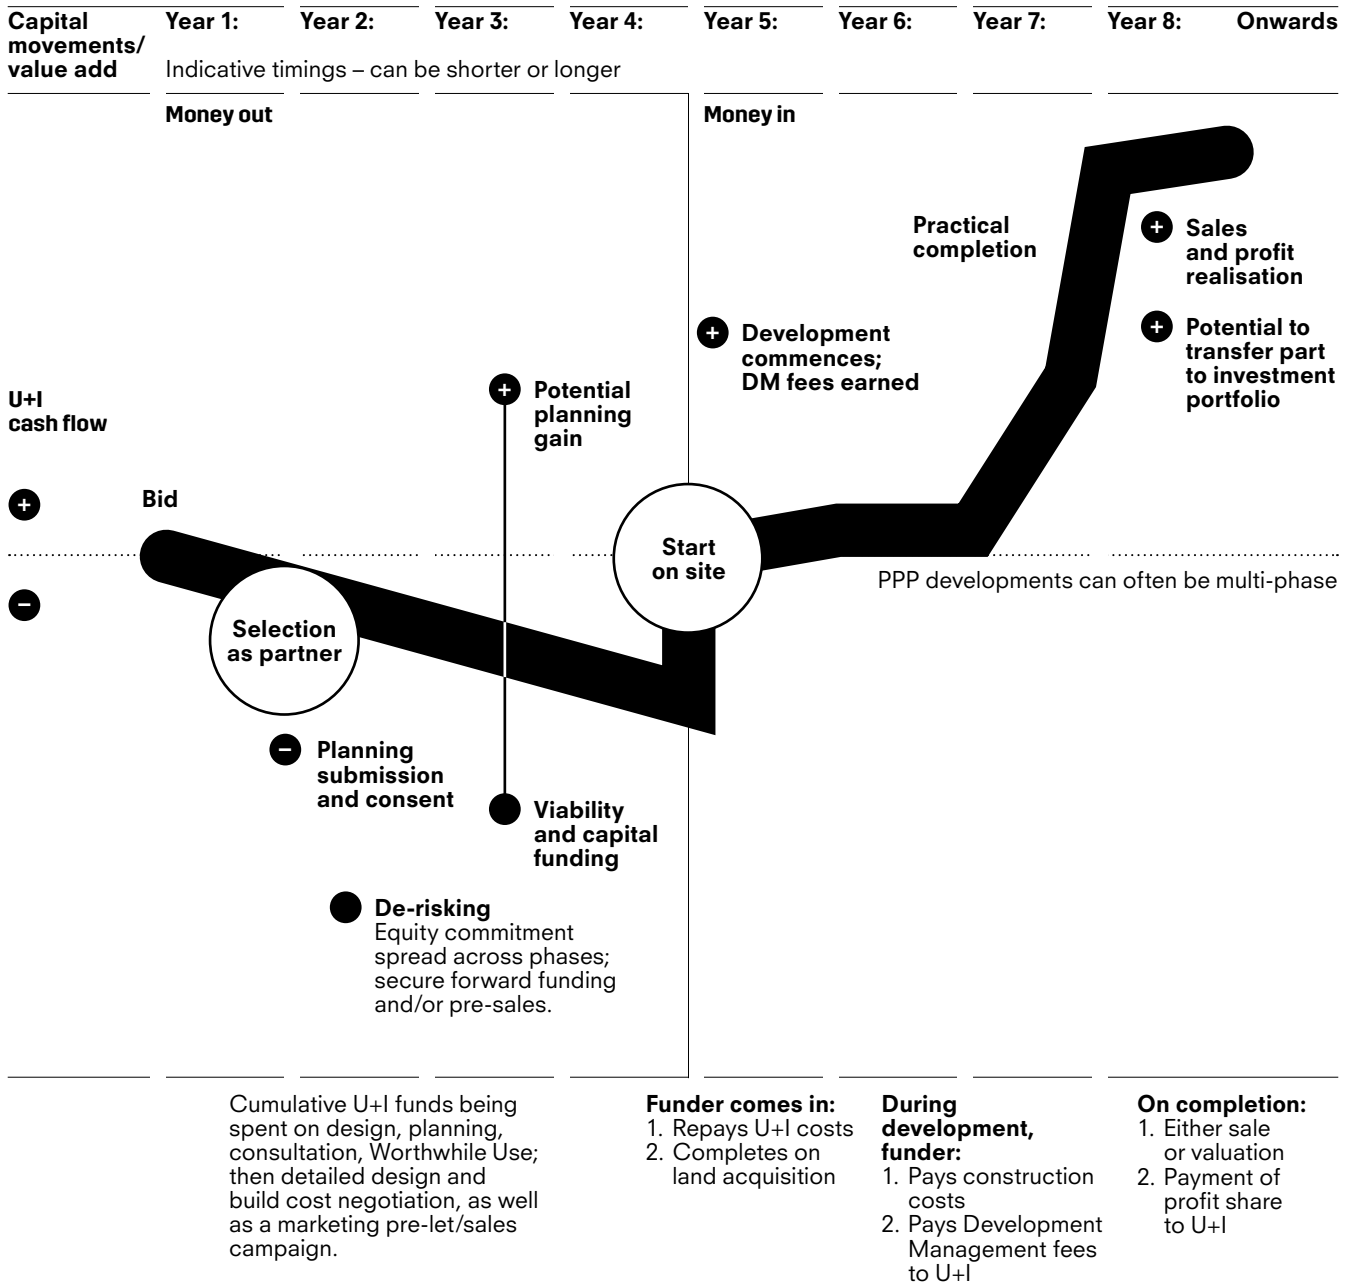 Capital
movements/
value add
Year 1:
Year 2:
Year 3:
Year 4:
Year 5:
Year 6:
Year 7:
Year 8:
Onwards
Indicative timings – can be shorter or longer
Money out
Money in
Practical
completion
+ Sales
and profit
realisation
+ Development
commences;
DM fees earned
+ Potential to
transfer part
to investment
portfolio
+ Potential
planning
gain
U+I
cash flow
+
–
Bid
Start
on site
PPP developments can often be multi-phase
Selection
as partner
– Planning
submission
and consent
Viability
and capital
funding
De-risking
Equity commitment
spread across phases;
secure forward funding
and/or pre-sales.
Cumulative U+I funds being
spent on design, planning,
consultation, Worthwhile Use;
then detailed design and
build cost negotiation, as well
as a marketing pre-let/sales
campaign.
Funder comes in:
1. Repays U+I costs
2. Completes on
land acquisition
During
development,
funder:
1. Pays construction
costs
2. Pays Development
Management fees
to U+I
On completion:
1. Either sale
or valuation
2. Payment of
profit share
to U+I